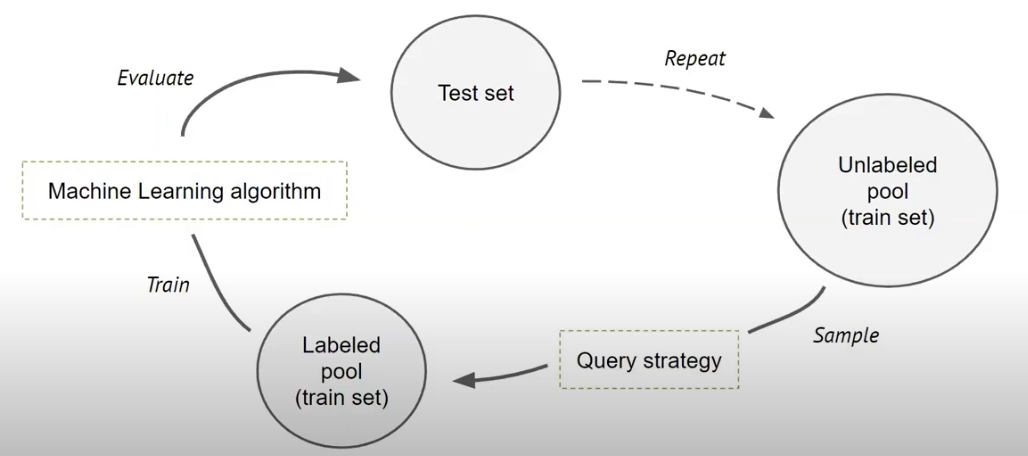 Evaluate
Test set
Repeat
Machine Learning algorithm
Unlabeled
pool
(train set)
Train
Labeled
pool
(train set)
Query strategy
Sample